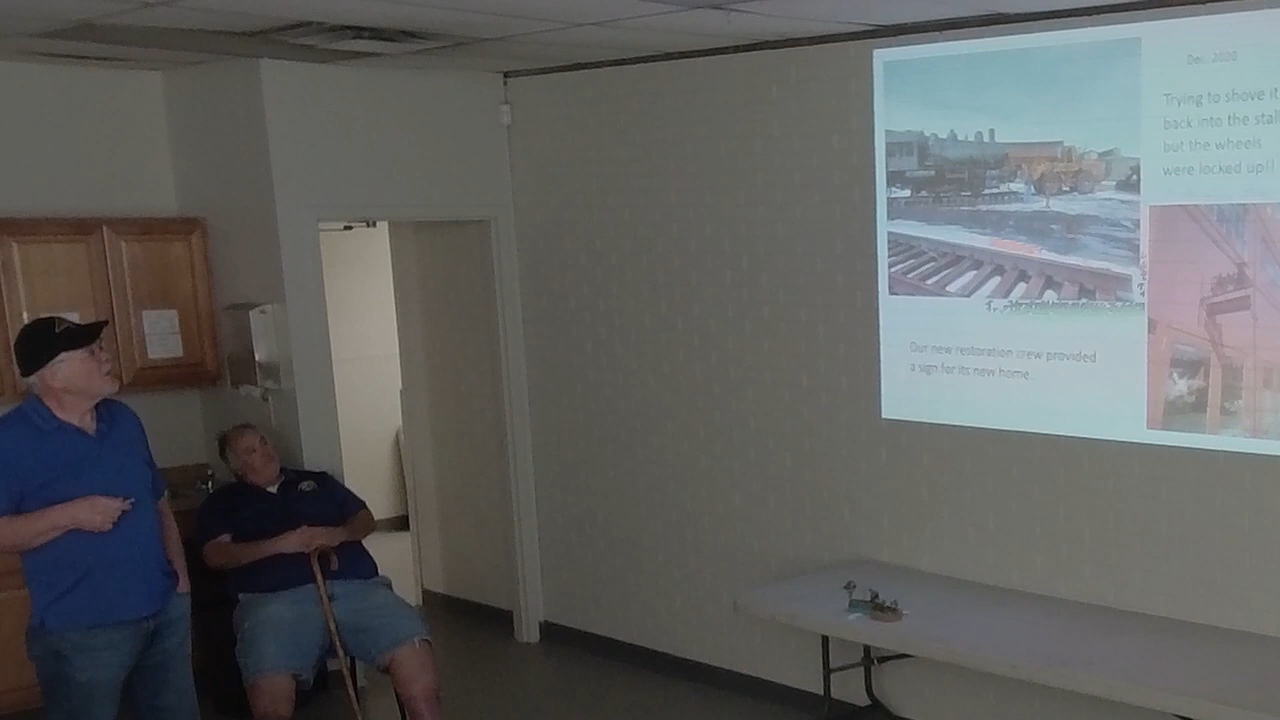 Dec. 2020
Trying to shove it
back into the stall
but the wheels
were locked up!!
Our new restoration crew provided
a sign for its new home.